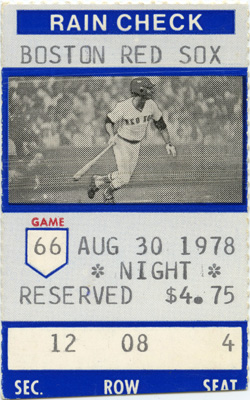 RAIN CHECK
BOSTON RED SOX
RED SOX
GAME
66 AUG 30 1978
* NIGHT *
RESERVED $4.75
12 08 4
SEC. ROW SEAT